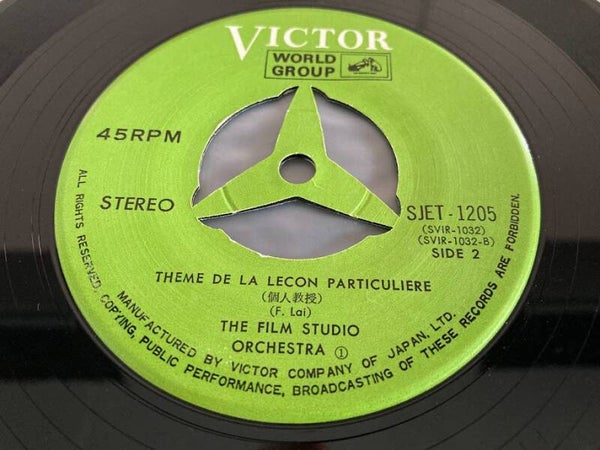 VICTOR
WORLD
GROUP
45RPM
STEREO
SJET-1205
(SVIR-1032)
(SVIR-1032-B)
SIDE 2
THEME DE LA LECON PARTICULIERE
(個人教授)
(F. Lai)
THE FILM STUDIO
ORCHESTRA ①
MANUFACTURED BY VICTOR COMPANY OF JAPAN, LTD.
ALL RIGHTS RESERVED. COPYING, PUBLIC PERFORMANCE, BROADCASTING OF THESE RECORDS ARE FORBIDDEN.